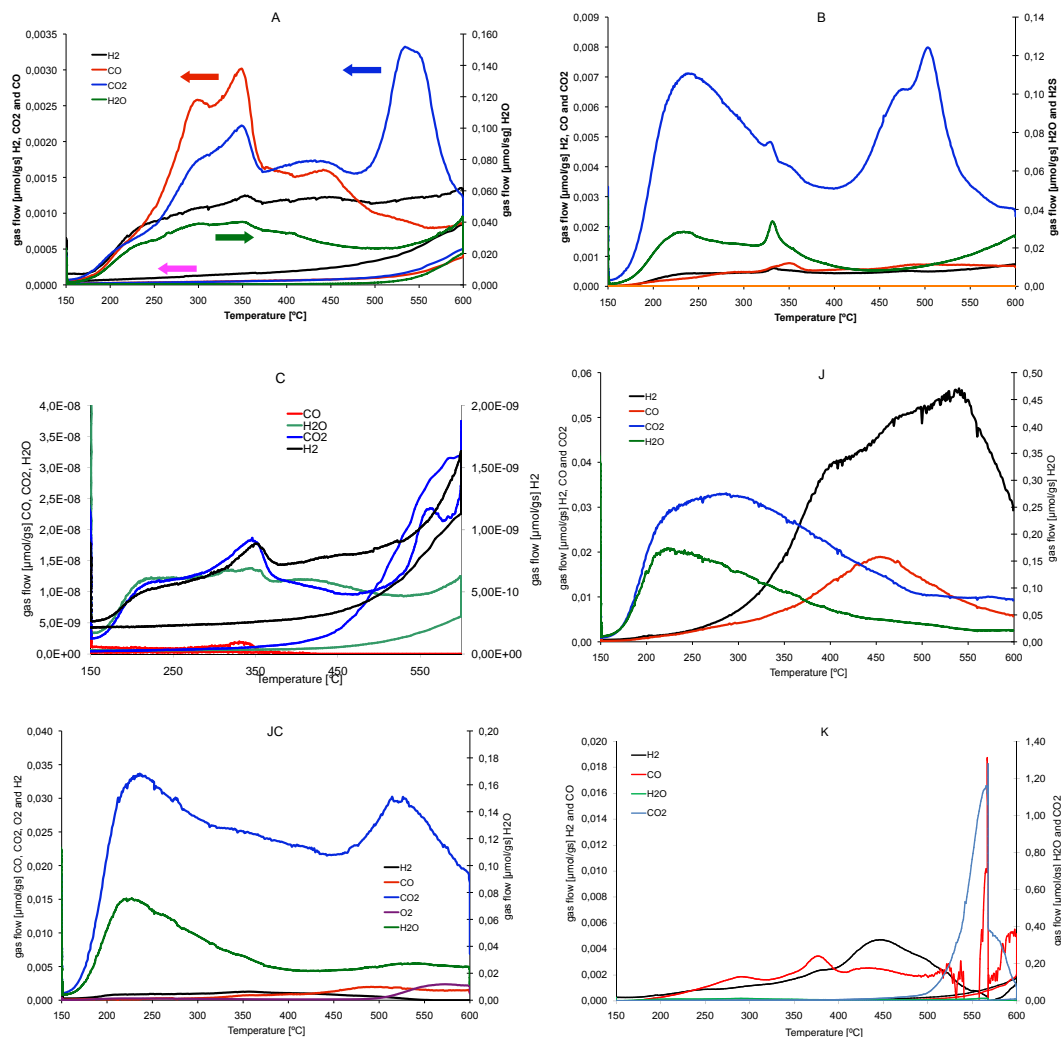 A
0,0035
0,0030
0,0025
0,0020
0,0015
0,0010
0,0005
0,0000
0,160
0,140
0,120
0,100
0,080
0,060
0,040
0,020
0,000
H2
CO
CO2
H2O
gas flow [µmol/gs] H2, CO2 and CO
gas flow [µmol/sg] H2O
150 200 250 300 350 400 450 500 550 600
Temperature [ºC]
B
0,009
0,008
0,007
0,006
0,005
0,004
0,003
0,002
0,001
0,000
0,14
0,12
0,10
0,08
0,06
0,04
0,02
0,00
gas flow [µmol/gs] H2, CO and CO2
gas flow [µmol/gs] H2O and H2S
150 200 250 300 350 400 450 500 550 600
Temperature [ºC]
C
4,0E-08
3,5E-08
3,0E-08
2,5E-08
2,0E-08
1,5E-08
1,0E-08
5,0E-09
0,0E+00
2,00E-09
1,50E-09
1,00E-09
5,00E-10
0,00E+00
CO
H2O
CO2
H2
gas flow [µmol/gs] CO, CO2, H2O
gas flow [µmol/gs] H2
150 250 350 450 550
Temperature [ºC]
J
0,06
0,05
0,04
0,03
0,02
0,01
0,00
0,50
0,45
0,40
0,35
0,30
0,25
0,20
0,15
0,10
0,05
0,00
H2
CO
CO2
H2O
gas flow [µmol/gs] H2, CO and CO2
gas flow [µmol/gs] H2O
150 200 250 300 350 400 450 500 550 600
Temperature [ºC]
JC
0,040
0,035
0,030
0,025
0,020
0,015
0,010
0,005
0,000
0,20
0,18
0,16
0,14
0,12
0,10
0,08
0,06
0,04
0,02
0,00
H2
CO
CO2
O2
H2O
gas flow [µmol/gs] CO, CO2, O2 and H2
gas flow [µmol/gs] H2O
150 200 250 300 350 400 450 500 550 600
Temperature [ºC]
K
0,020
0,018
0,016
0,014
0,012
0,010
0,008
0,006
0,004
0,002
0,000
1,40
1,20
1,00
0,80
0,60
0,40
0,20
0,00
H2
CO
H2O
CO2
gas flow [µmol/gs] H2 and CO
gas flow [µmol/gs] H2O and CO2
150 200 250 300 350 400 450 500 550 600
Temperature [ºC]